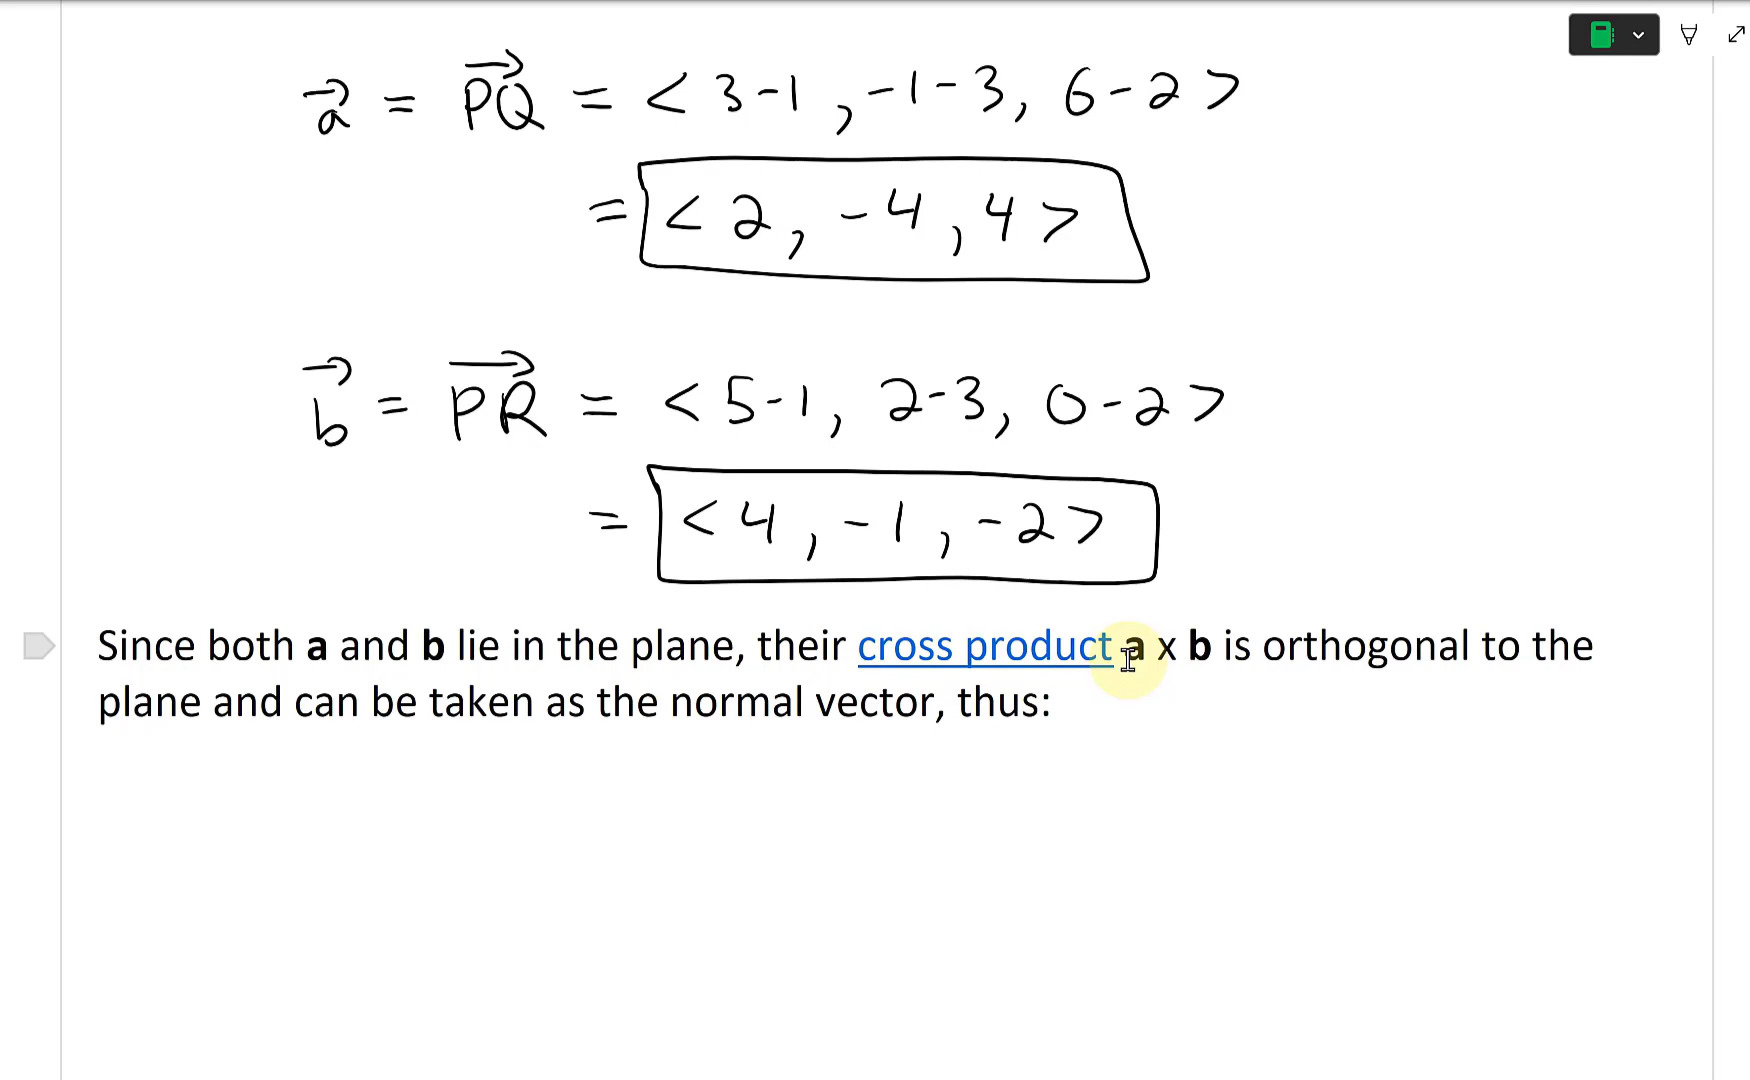 a = PQ = < 3-1, -1-3, 6-2 >
= < 2, -4, 4 >
b = PR = < 5-1, 2-3, 0-2 >
= < 4, -1, -2 >
Since both a and b lie in the plane, their cross product a x b is orthogonal to the
plane and can be taken as the normal vector, thus: